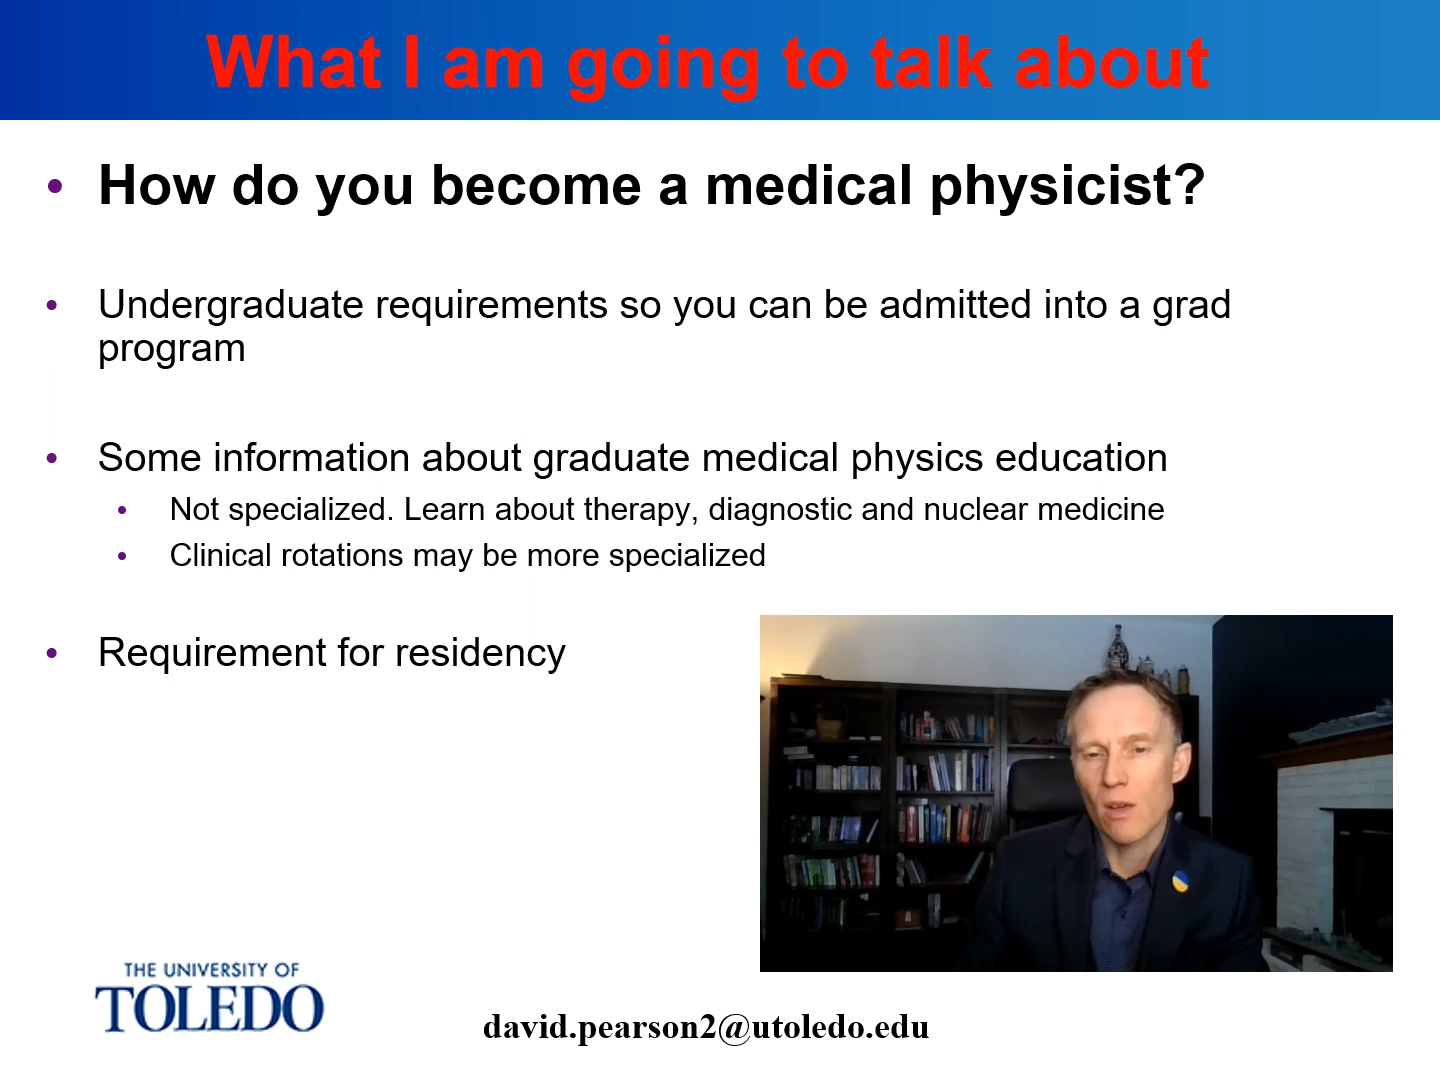 What I am going to talk about
• How do you become a medical physicist?
• Undergraduate requirements so you can be admitted into a grad
program
• Some information about graduate medical physics education
• Not specialized. Learn about therapy, diagnostic and nuclear medicine
• Clinical rotations may be more specialized
• Requirement for residency
THE UNIVERSITY OF
TOLEDO
david.pearson2@utoledo.edu